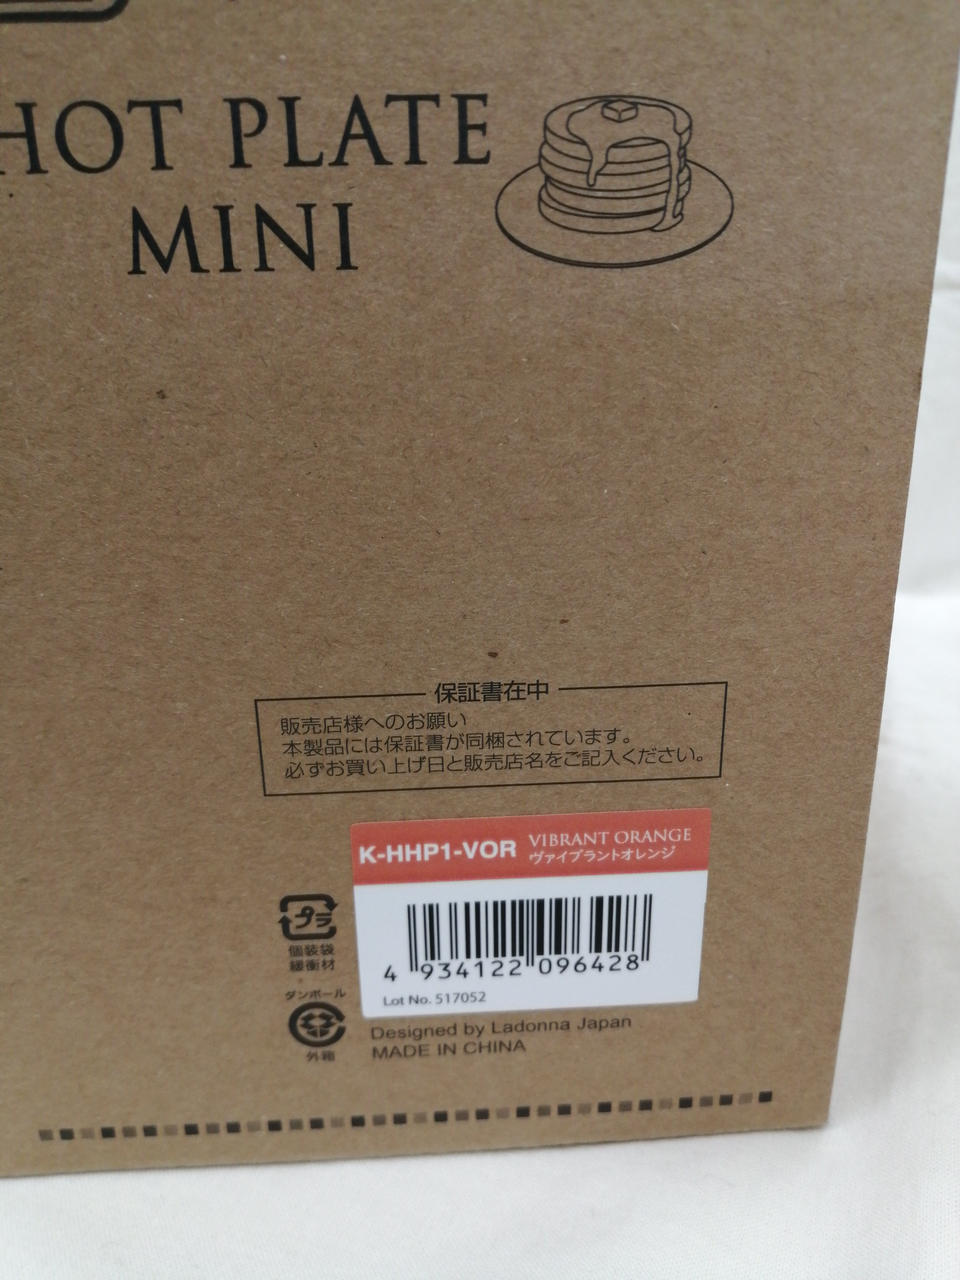 HOT PLATE
MINI
保証書在中
販売店様へのお願い
本製品には保証書が同梱されています。
必ずお買い上げ日と販売店名をご記入ください。
K-HHP1-VOR VIBRANT ORANGE
ヴァイブラントオレンジ
4 934122 096428
Lot No. 517052
プラ
個装袋
緩衝材
ダンボール
外箱
Designed by Ladonna Japan
MADE IN CHINA